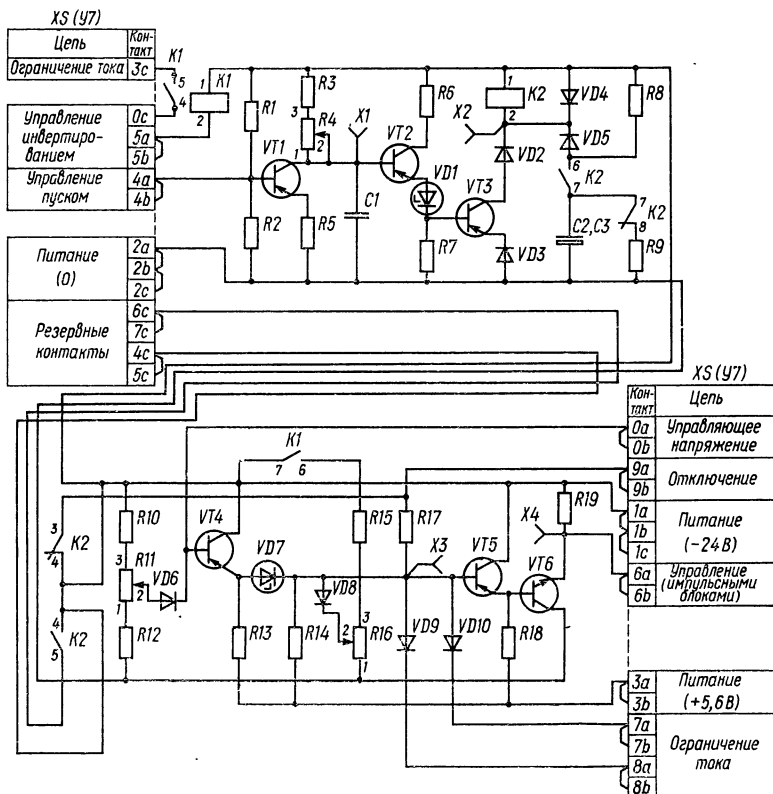 XS (У7)
Цепь
Кон-
такт
Ограничение тока
3с
Управление
инвертиро-
ванием
0с
5а
5b
Управление
пуском
4а
4b
Питание
(0)
2а
2b
2с
Резервные
контакты
6с
7с
4с
5с
K1
5
4
1
K1
2
R1
R2
VT1
R3
3
R4
2
1
R5
X1
C1
VT2
R6
VD1
R7
VT3
X2
1
K2
2
VD2
VD3
VD4
VD5
R8
6
K2
7
7
8
K2
C2,C3
R9
3
4
K2
4
5
K2
R10
3
R11
2
1
VD6
R12
VT4
K1
7
6
VD7
R13
R14
VD8
R15
3
2
R16
1
R17
X3
VD9
VD10
VT5
R18
VT6
X4
R19
XS (У7)
Кон-
такт
Цепь
0а
0b
Управляющее
напряжение
9а
9b
Отключение
1а
1b
1с
Питание
(-24 В)
6а
6b
Управление
(импульсными
блоками)
3а
3b
Питание
(+5,6 В)
7а
7b
8а
8b
Ограничение
тока